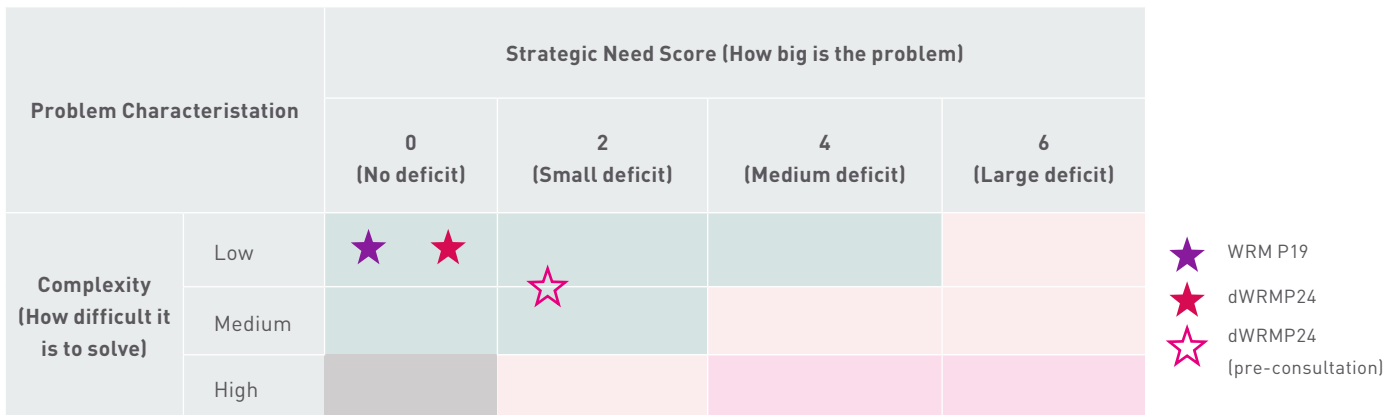 Problem Characteristation
Strategic Need Score (How big is the problem)
0
(No deficit)
2
(Small deficit)
4
(Medium deficit)
6
(Large deficit)
Complexity
(How difficult it
is to solve)
Low
Medium
High
WRM P19
dWRMP24
dWRMP24
(pre-consultation)